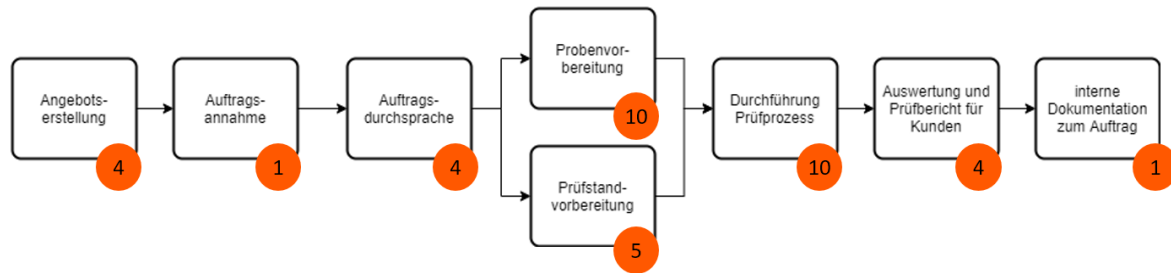 Angebots-
erstellung
4
Auftrags-
annahme
1
Auftrags-
durchsprache
4
Probenvor-
bereitung
10
Prüfstand-
vorbereitung
5
Durchführung
Prüfprozess
10
Auswertung und
Prüfbericht für
Kunden
4
interne
Dokumentation
zum Auftrag
1